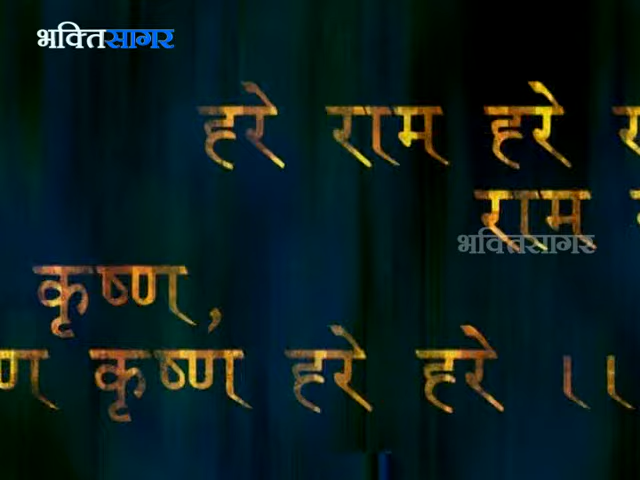 भक्तिसागर
हरे राम हरे
राम
भक्तिसागर
कृष्ण,
कृष्ण हरे हरे ।।